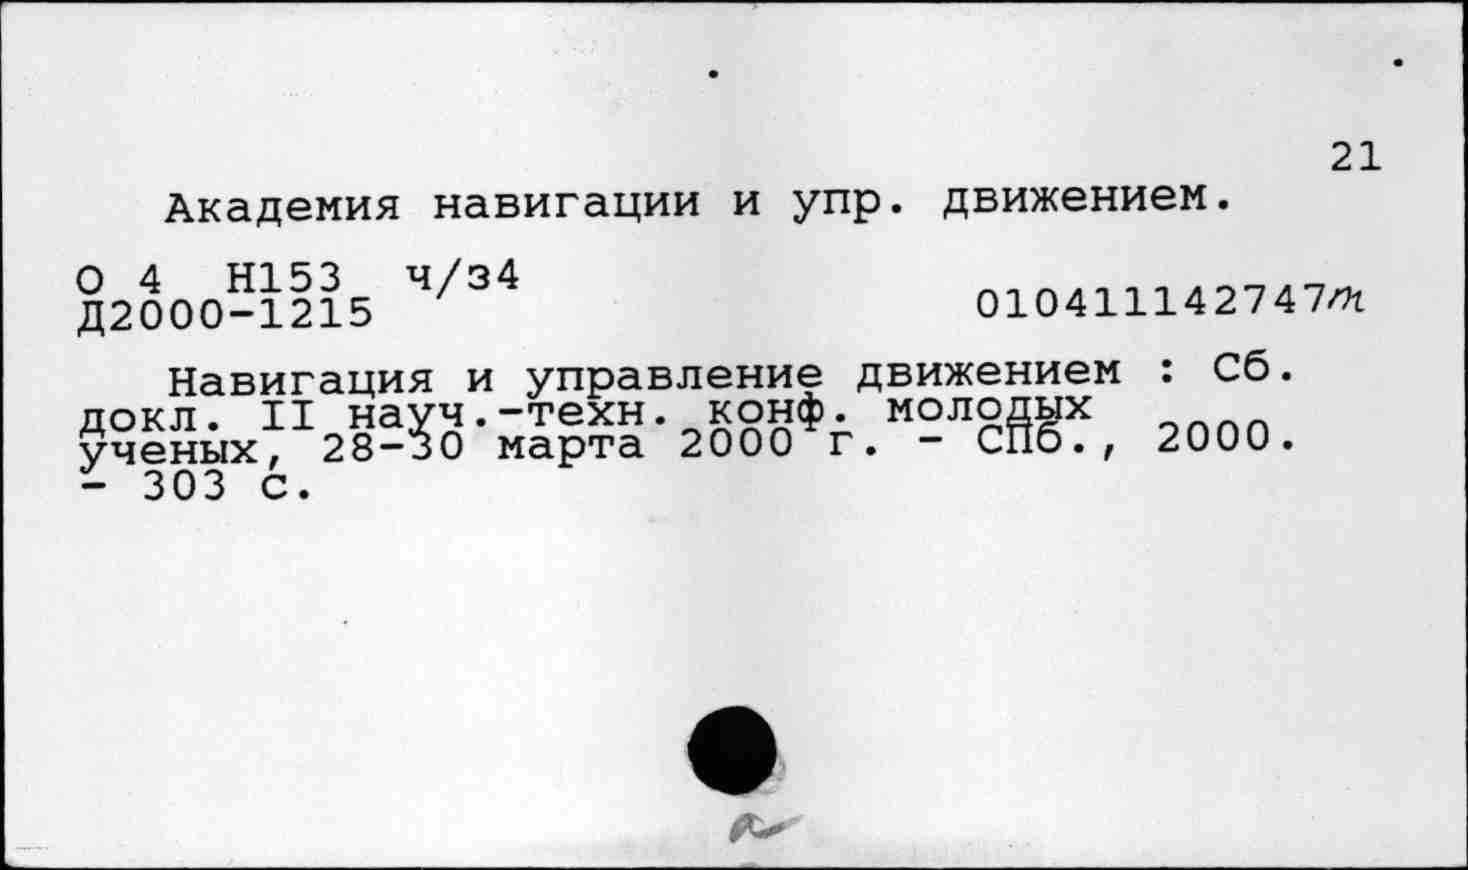 21
Академия навигации и упр. движением.
О 4 Н153 ч/з4
Д2000-1215
010411142747m
Навигация и управление движением : Сб.
докл. II науч.-техн. конф. молодых
ученых, 28-30 марта 2000 г. - СПб., 2000.
- 303 с.